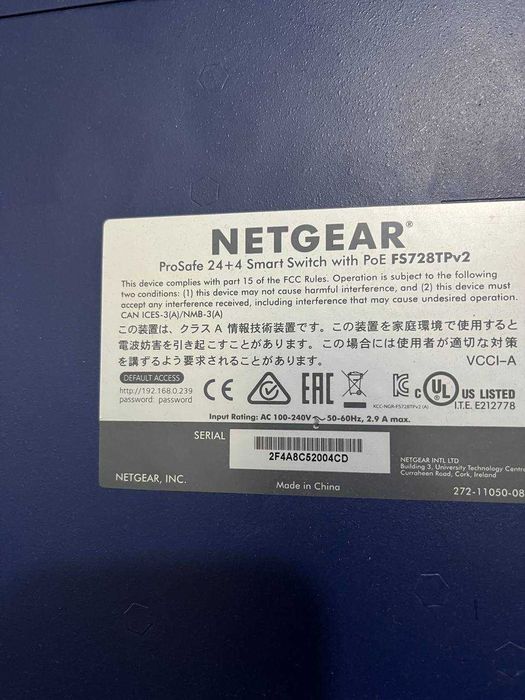 NETGEAR®
ProSafe 24+4 Smart Switch with PoE FS728TPv2
This device complies with part 15 of the FCC Rules. Operation is subject to the following
two conditions: (1) this device may not cause harmful interference, and (2) this device must
accept any interference received, including interference that may cause undesired operation.
CAN ICES-3(A)/NMB-3(A)
この装置は、クラス A 情報技術装置です。この装置を家庭環境で使用すると
電波妨害を引き起こすことがあります。この場合には使用者が適切な対策
を講ずるよう要求されることがあります。 VCCI-A
DEFAULT ACCESS
http://192.168.0.239
password: password
CE EAC KC c UL US LISTED
KCC-NGR-FS728TPv2 (A)
I.T.E. E212778
Input Rating: AC 100-240V ~ 50-60Hz, 2.9 A max.
SERIAL
2F4A8C52004CD
NETGEAR INTL LTD
Building 3, University Technology Centre
Curraheen Road, Cork, Ireland
NETGEAR, INC.
Made in China
272-11050-08